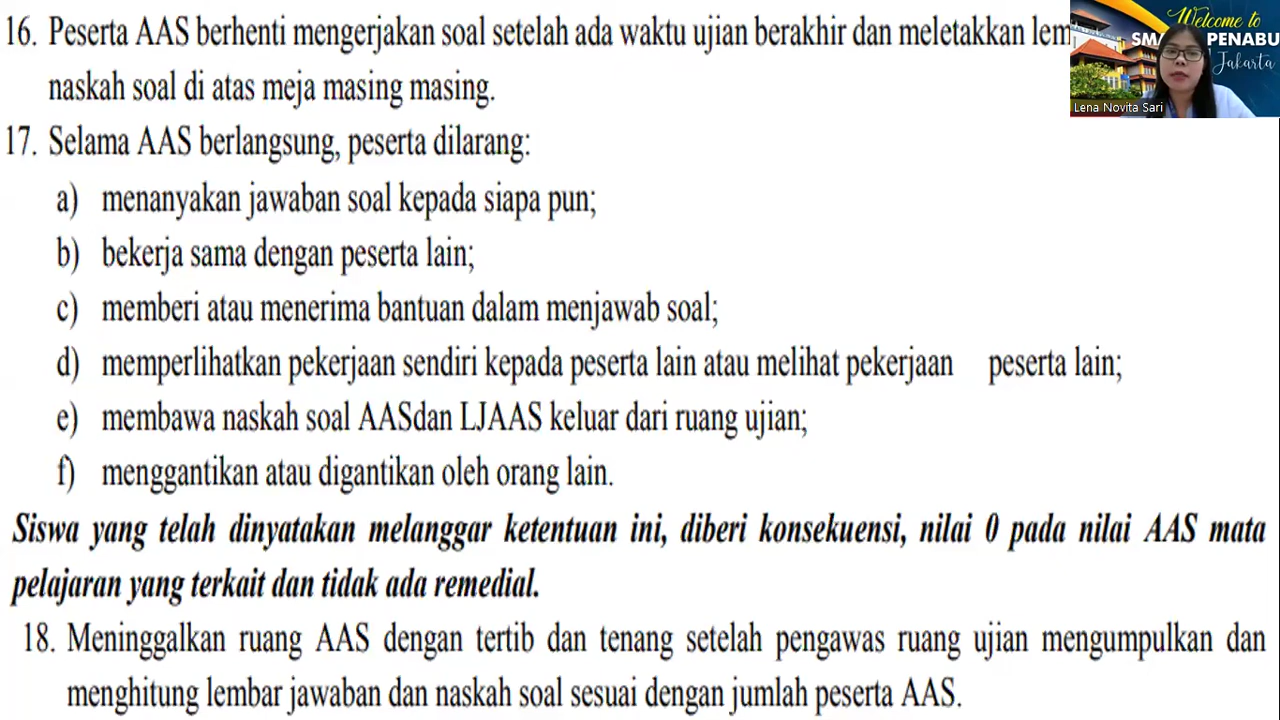 16. Peserta AAS berhenti mengerjakan soal setelah ada waktu ujian berakhir dan meletakkan
naskah soal di atas meja masing masing.
17. Selama AAS berlangsung, peserta dilarang:
a) menanyakan jawaban soal kepada siapa pun;
b) bekerja sama dengan peserta lain;
c) memberi atau menerima bantuan dalam menjawab soal;
d) memperlihatkan pekerjaan sendiri kepada peserta lain atau melihat pekerjaan peserta lain;
e) membawa naskah soal AASdan LJAAS keluar dari ruang ujian;
f) menggantikan atau digantikan oleh orang lain.
Siswa yang telah dinyatakan melanggar ketentuan ini, diberi konsekuensi, nilai 0 pada nilai AAS mata
pelajaran yang terkait dan tidak ada remedial.
18. Meninggalkan ruang AAS dengan tertib dan tenang setelah pengawas ruang ujian mengumpulkan dan
menghitung lembar jawaban dan naskah soal sesuai dengan jumlah peserta AAS.
Welcome to
PENABU
Jakarta
Lena Novita Sari